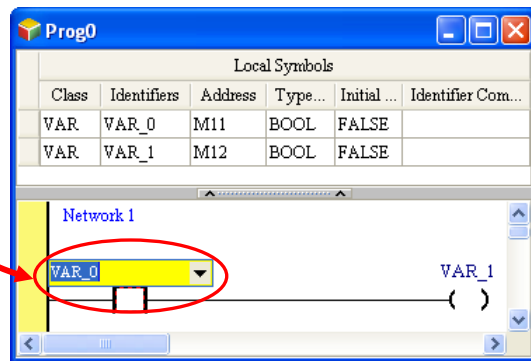 Prog0
Local Symbols
Class Identifiers Address Type... Initial ... Identifier Com...
VAR VAR_0 M11 BOOL FALSE
VAR VAR_1 M12 BOOL FALSE
Network 1
VAR_0 VAR_1